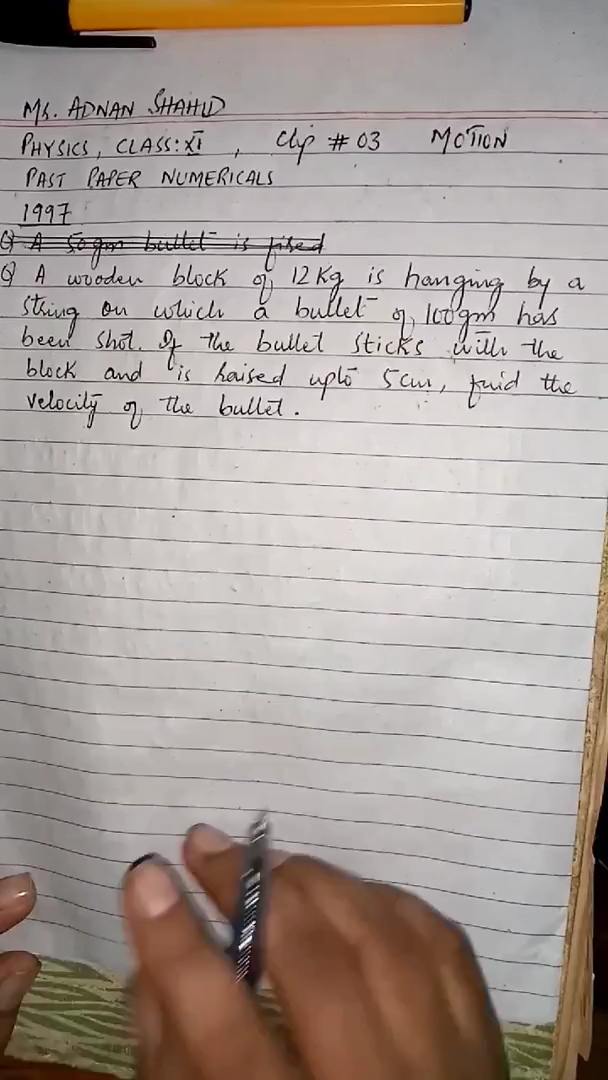 MR. ADNAN SHAHID
PHYSICS, CLASS: XI, Clip # 03 MOTION
PAST PAPER NUMERICALS
1997
Q A 50gm bullet is fired
Q A wooden block of 12 Kg is hanging by a
string on which a bullet of 100gm has
been shot. If the bullet sticks with the
block and is raised upto 5cm, find the
velocity of the bullet.